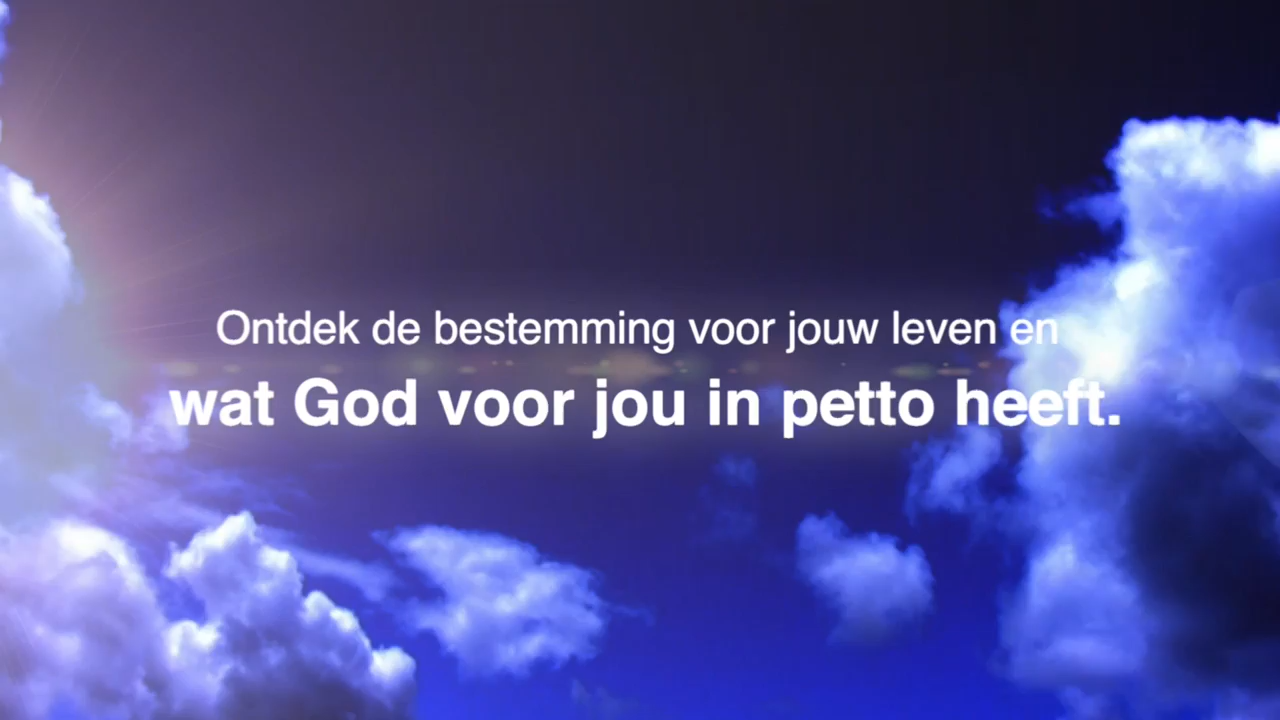 Ontdek de bestemming voor jouw leven en
wat God voor jou in petto heeft.